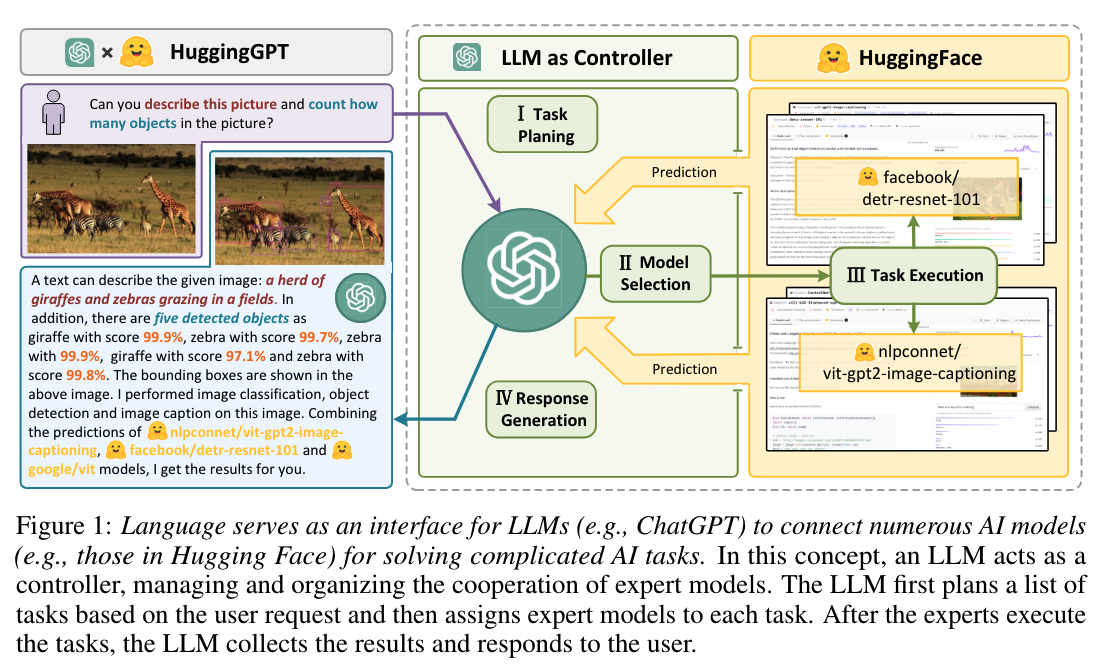 HuggingGPT
LLM as Controller
HuggingFace
Can you describe this picture and count how
many objects in the picture?
A text can describe the given image: a herd of
giraffes and zebras grazing in a fields. In
addition, there are five detected objects as
giraffe with score 99.9%, zebra with score 99.7%, zebra
with 99.9%, giraffe with score 97.1% and zebra with
score 99.8%. The bounding boxes are shown in the
above image. I performed image classification, object
detection and image caption on this image. Combining
the predictions of nlpconnet/vit-gpt2-image-
captioning, facebook/detr-resnet-101 and
google/vit models, I get the results for you.
I Task
Planing
Prediction
II Model
Selection
Prediction
IV Response
Generation
facebook/
detr-resnet-101
III Task Execution
nlpconnet/
vit-gpt2-image-captioning
Figure 1: Language serves as an interface for LLMs (e.g., ChatGPT) to connect numerous AI models
(e.g., those in Hugging Face) for solving complicated AI tasks. In this concept, an LLM acts as a
controller, managing and organizing the cooperation of expert models. The LLM first plans a list of
tasks based on the user request and then assigns expert models to each task. After the experts execute
the tasks, the LLM collects the results and responds to the user.